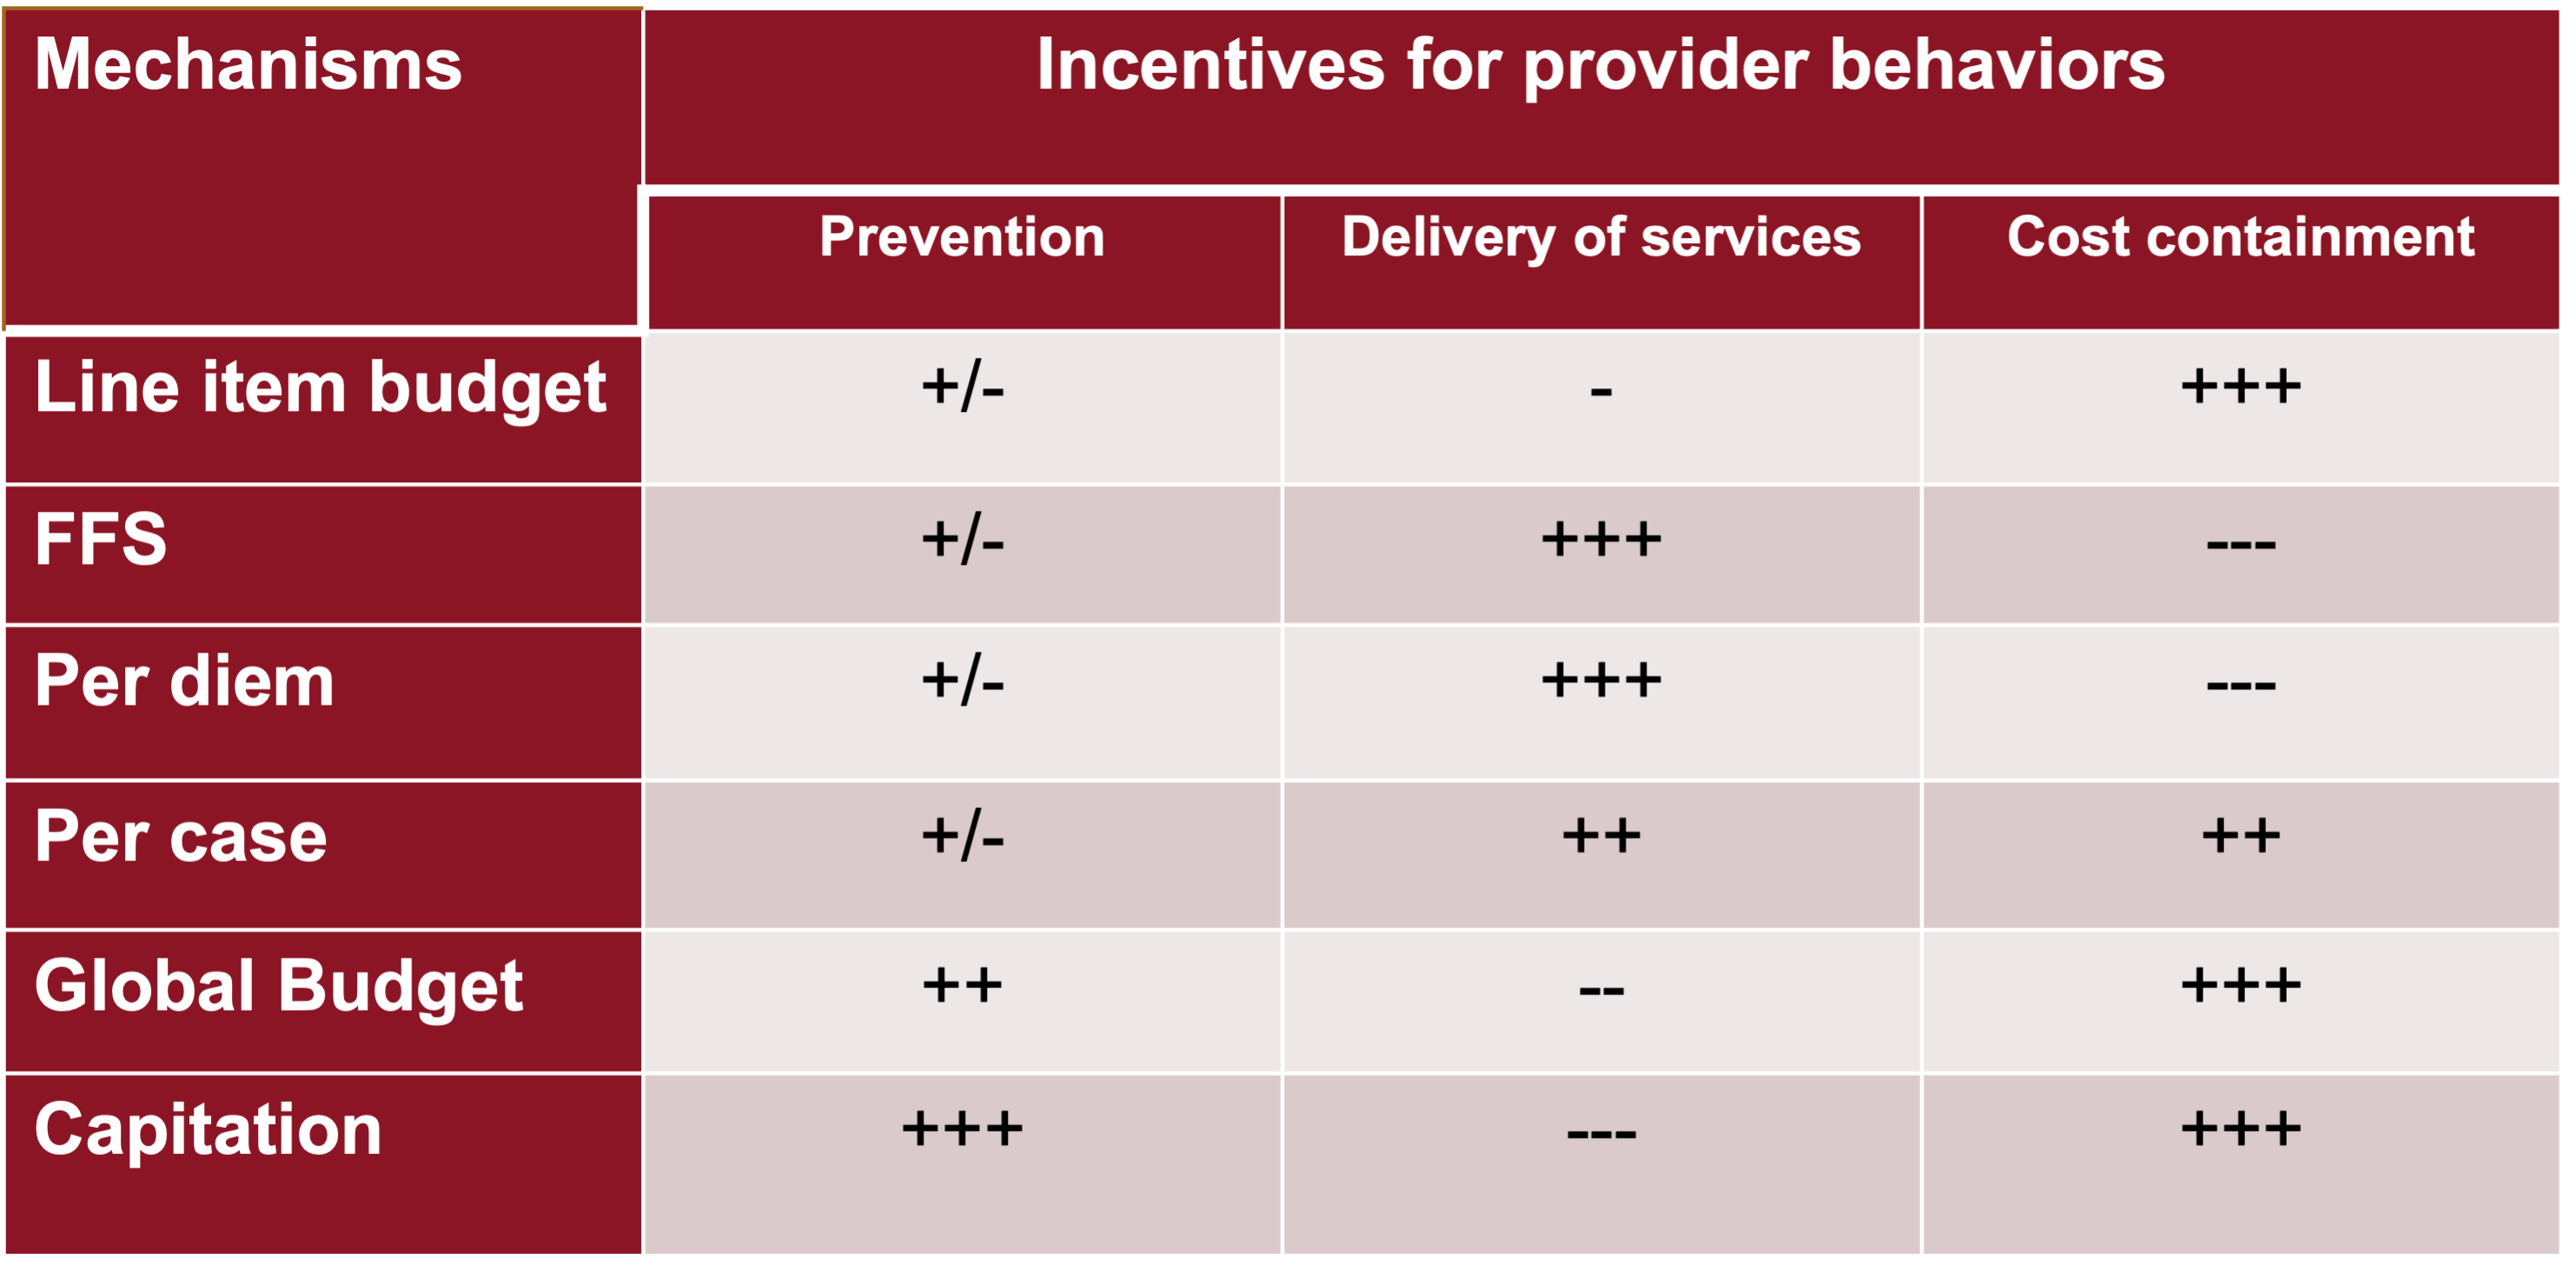 Mechanisms
Incentives for provider behaviors
Prevention
Delivery of services
Cost containment
Line item budget
+/-
-
+++
FFS
+/-
+++
---
Per diem
+/-
+++
---
Per case
+/-
++
++
Global Budget
++
--
+++
Capitation
+++
---
+++